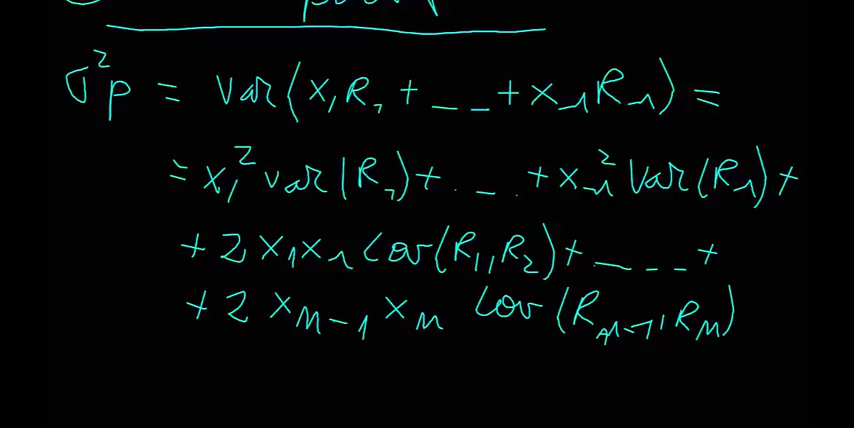 proof
σ²p = Var(x₁R₁ + _ _ + xₙRₙ) =
= x₁² var(R₁) + . _ . + xₙ² Var(Rₙ) +
+ 2 x₁xₙ Cov(R₁, R₂) + . _ _ _ +
+ 2 xₙ₋₁ xₙ Cov(Rₙ₋₁, Rₙ)